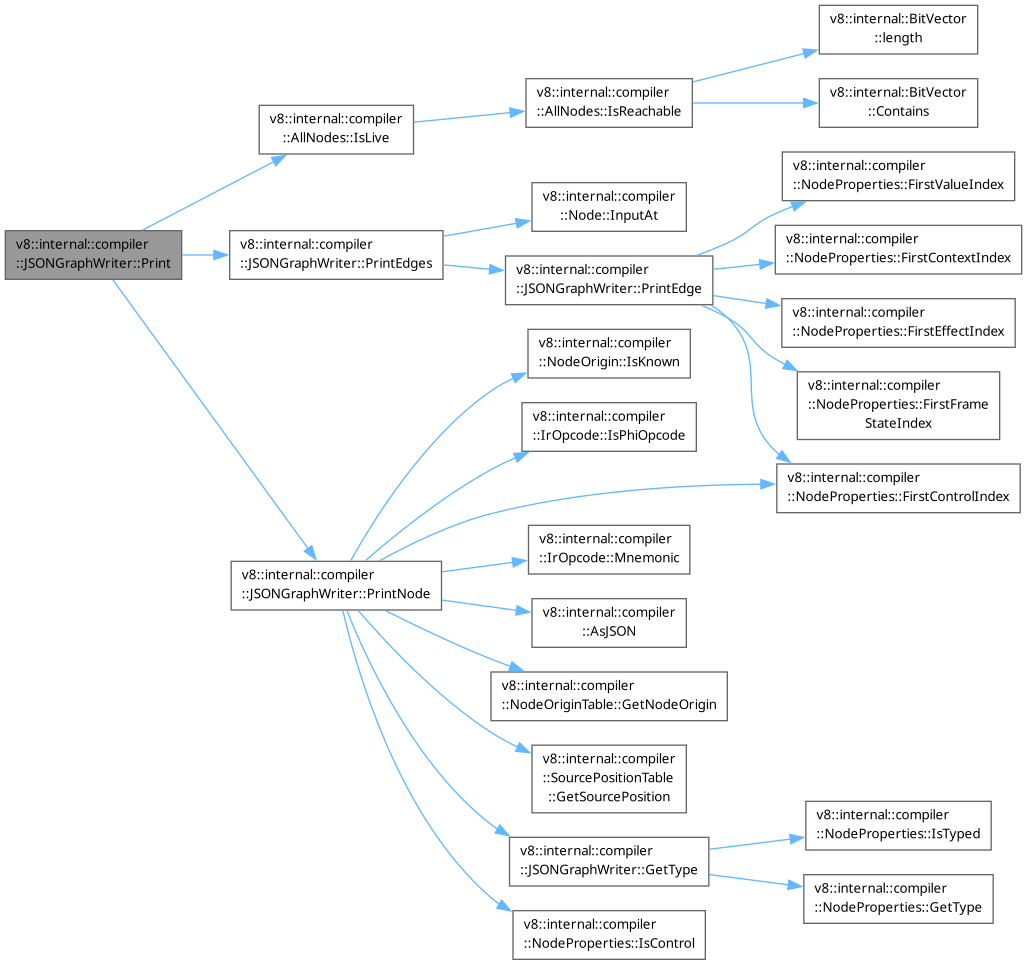 v8::internal::compiler
::JSONGraphWriter::Print
v8::internal::compiler
::AllNodes::IsLive
v8::internal::compiler
::AllNodes::IsReachable
v8::internal::BitVector
::length
v8::internal::BitVector
::Contains
v8::internal::compiler
::JSONGraphWriter::PrintEdges
v8::internal::compiler
::Node::InputAt
v8::internal::compiler
::JSONGraphWriter::PrintEdge
v8::internal::compiler
::NodeProperties::FirstValueIndex
v8::internal::compiler
::NodeProperties::FirstContextIndex
v8::internal::compiler
::NodeProperties::FirstEffectIndex
v8::internal::compiler
::NodeProperties::FirstFrame
StateIndex
v8::internal::compiler
::NodeProperties::FirstControlIndex
v8::internal::compiler
::JSONGraphWriter::PrintNode
v8::internal::compiler
::NodeOrigin::IsKnown
v8::internal::compiler
::IrOpcode::IsPhiOpcode
v8::internal::compiler
::IrOpcode::Mnemonic
v8::internal::compiler
::AsJSON
v8::internal::compiler
::NodeOriginTable::GetNodeOrigin
v8::internal::compiler
::SourcePositionTable
::GetSourcePosition
v8::internal::compiler
::JSONGraphWriter::GetType
v8::internal::compiler
::NodeProperties::IsTyped
v8::internal::compiler
::NodeProperties::GetType
v8::internal::compiler
::NodeProperties::IsControl